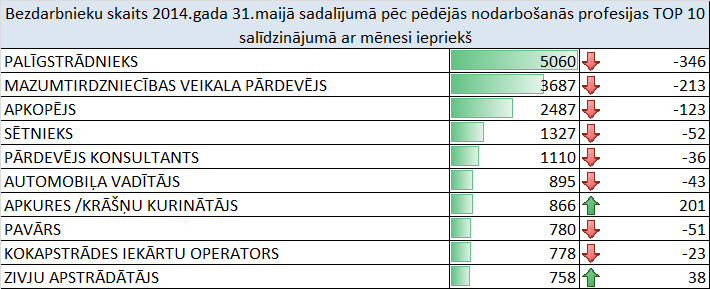 Bezdarbnieku skaits 2014.gada 31.maijā sadalījumā pēc pēdējās nodarbošanās profesijas TOP 10
salīdzinājumā ar mēnesi iepriekš
PALĪGSTRĀDNIEKS 5060 -346
MAZUMTIRDZNIECĪBAS VEIKALA PĀRDEVĒJS 3687 -213
APKOPĒJS 2487 -123
SĒTNIEKS 1327 -52
PĀRDEVĒJS KONSULTANTS 1110 -36
AUTOMOBIĻA VADĪTĀJS 895 -43
APKURES /KRĀŠŅU KURINĀTĀJS 866 201
PAVĀRS 780 -51
KOKAPSTRĀDES IEKĀRTU OPERATORS 778 -23
ZIVJU APSTRĀDĀTĀJS 758 38